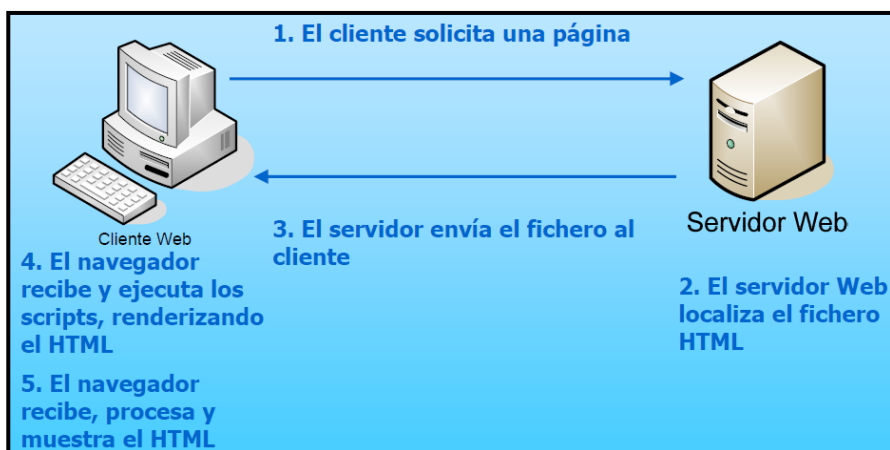 1. El cliente solicita una página
Cliente Web
Servidor Web
3. El servidor envía el fichero al
cliente
4. El navegador
recibe y ejecuta los
scripts, renderizando
el HTML
2. El servidor Web
localiza el fichero
HTML
5. El navegador
recibe, procesa y
muestra el HTML